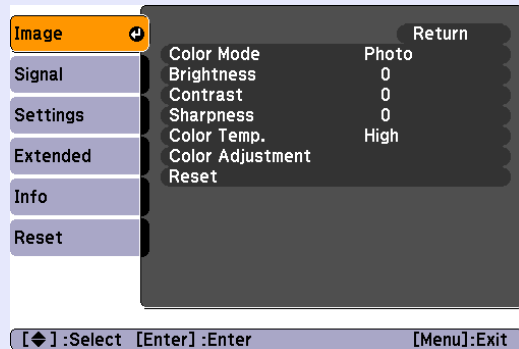 Image
Signal
Settings
Extended
Info
Reset
Return
Color Mode Photo
Brightness 0
Contrast 0
Sharpness 0
Color Temp. High
Color Adjustment
Reset
[◆] :Select [Enter] :Enter [Menu]:Exit